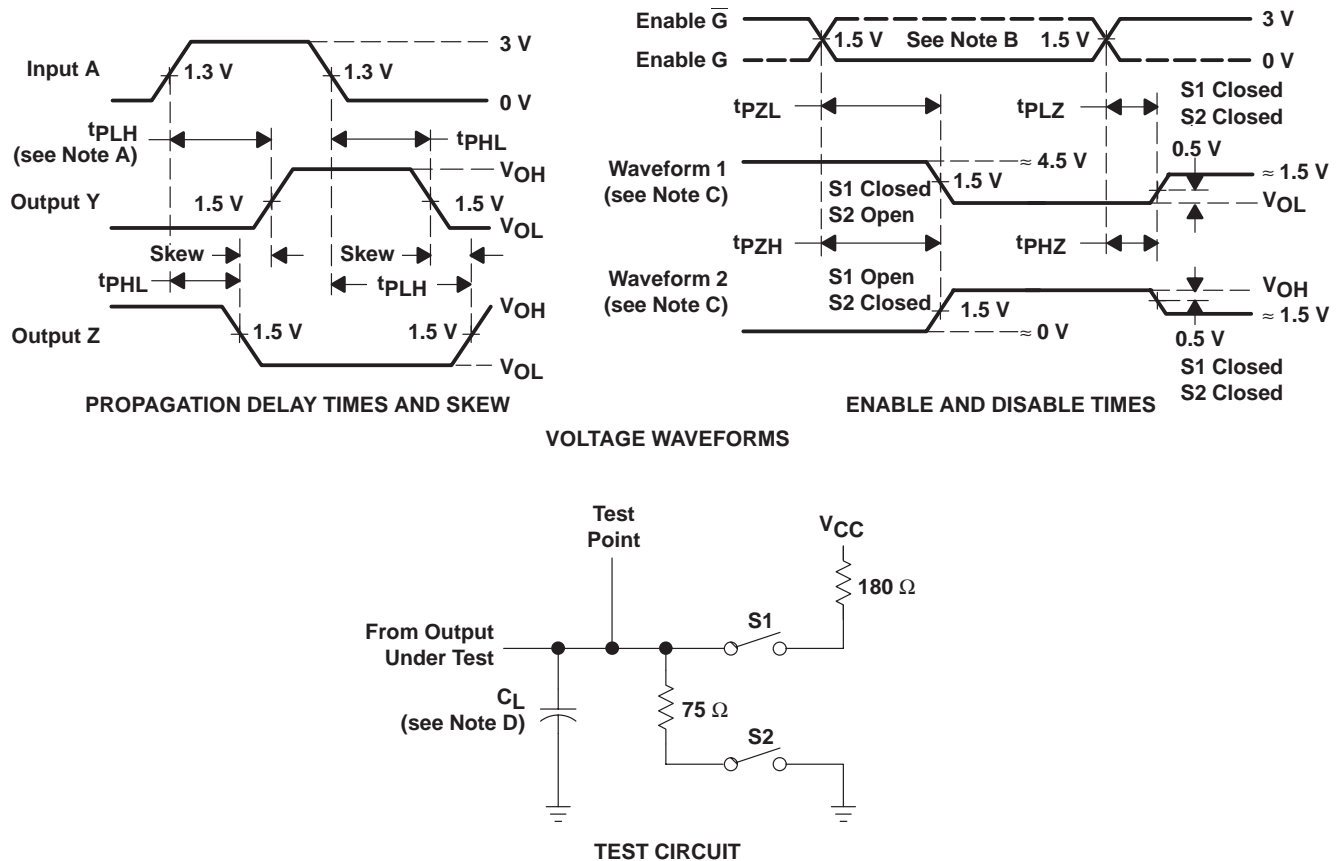 Input A
3 V
1.3 V
1.3 V
0 V
tPLH
(see Note A)
tPHL
VOH
Output Y
1.5 V
1.5 V
VOL
Skew
Skew
tPHL
tPLH
VOH
Output Z
1.5 V
1.5 V
VOL
PROPAGATION DELAY TIMES AND SKEW
Enable G̅
3 V
1.5 V
See Note B
1.5 V
Enable G
0 V
tPZL
tPLZ
S1 Closed
S2 Closed
0.5 V
Waveform 1
(see Note C)
≈ 4.5 V
S1 Closed
S2 Open
1.5 V
≈ 1.5 V
VOL
tPZH
tPHZ
Waveform 2
(see Note C)
S1 Open
S2 Closed
1.5 V
≈ 0 V
VOH
≈ 1.5 V
0.5 V
S1 Closed
S2 Closed
ENABLE AND DISABLE TIMES
VOLTAGE WAVEFORMS
Test
Point
VCC
180 Ω
S1
From Output
Under Test
CL
(see Note D)
75 Ω
S2
TEST CIRCUIT